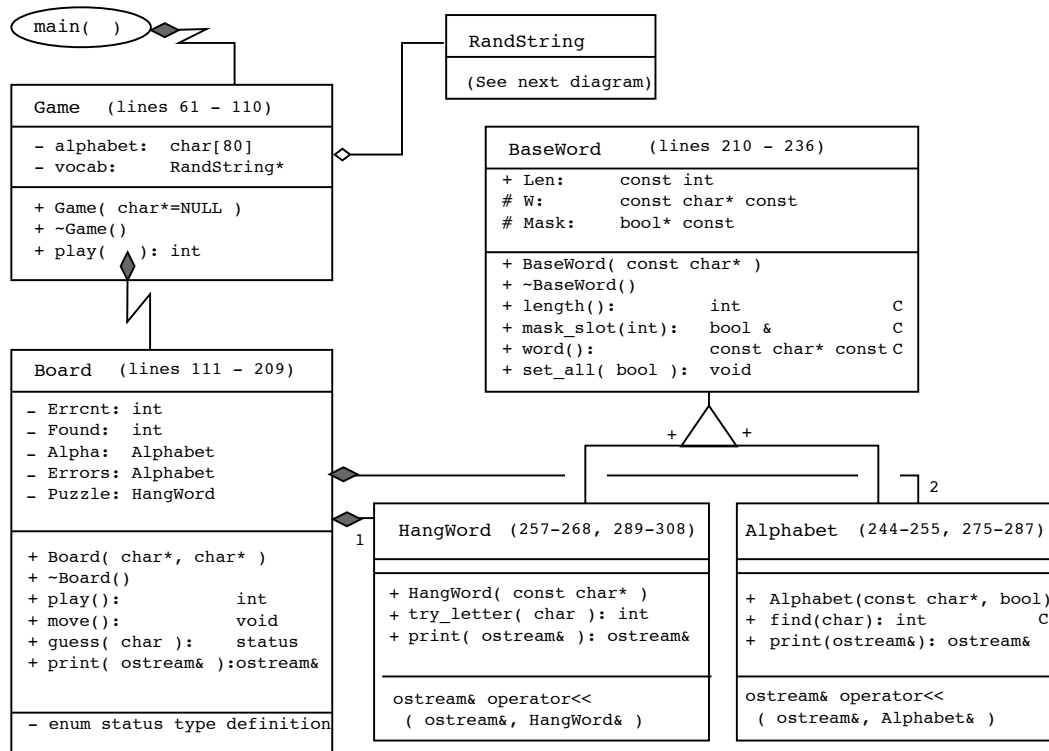 main(  )
RandString
(See next diagram)
Game (lines 61 - 110)
- alphabet: char[80]
- vocab: RandString*
+ Game( char*=NULL )
+ ~Game()
+ play(  ): int
BaseWord (lines 210 - 236)
+ Len: const int
# W: const char* const
# Mask: bool* const
+ BaseWord( const char* )
+ ~BaseWord()
+ length(): int C
+ mask_slot(int): bool & C
+ word(): const char* const C
+ set_all( bool ): void
+ +
Board (lines 111 - 209)
- Errcnt: int
- Found: int
- Alpha: Alphabet
- Errors: Alphabet
- Puzzle: HangWord
+ Board( char*, char* )
+ ~Board()
+ play(): int
+ move(): void
+ guess( char ): status
+ print( ostream& ):ostream&
- enum status type definition
1
2
HangWord (257-268, 289-308)
+ HangWord( const char* )
+ try_letter( char ): int
+ print( ostream& ): ostream&
ostream& operator<<
( ostream&, HangWord& )
Alphabet (244-255, 275-287)
+ Alphabet(const char*, bool)
+ find(char): int C
+ print(ostream&): ostream&
ostream& operator<<
( ostream&, Alphabet& )